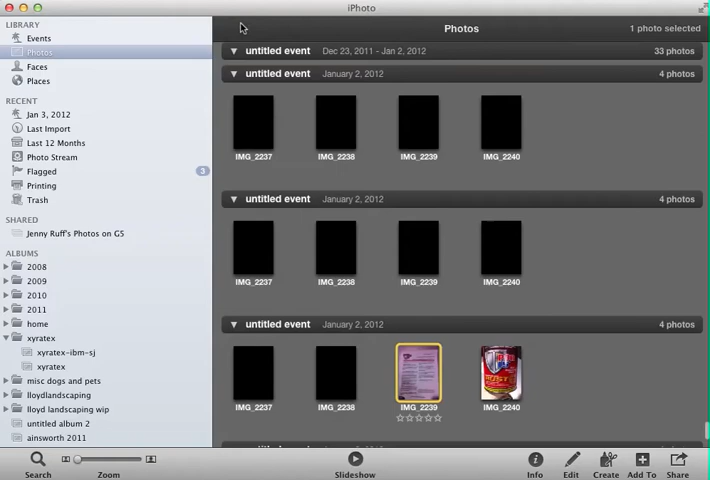 iPhoto
LIBRARY
Events
Photos
Faces
Places
RECENT
Jan 3, 2012
Last Import
Last 12 Months
Photo Stream
Flagged 3
Printing
Trash
SHARED
Jenny Ruff's Photos on G5
ALBUMS
2008
2009
2010
2011
home
xyratex
xyratex-ibm-sj
xyratex
misc dogs and pets
lloydlandscaping
lloyd landscaping wip
untitled album 2
ainsworth 2011
Photos 1 photo selected
untitled event Dec 23, 2011 - Jan 2, 2012 33 photos
untitled event January 2, 2012 4 photos
IMG_2237 IMG_2238 IMG_2239 IMG_2240
untitled event January 2, 2012 4 photos
IMG_2237 IMG_2238 IMG_2239 IMG_2240
untitled event January 2, 2012 4 photos
IMG_2237 IMG_2238 IMG_2239 IMG_2240
Search Zoom Slideshow Info Edit Create Add To Share